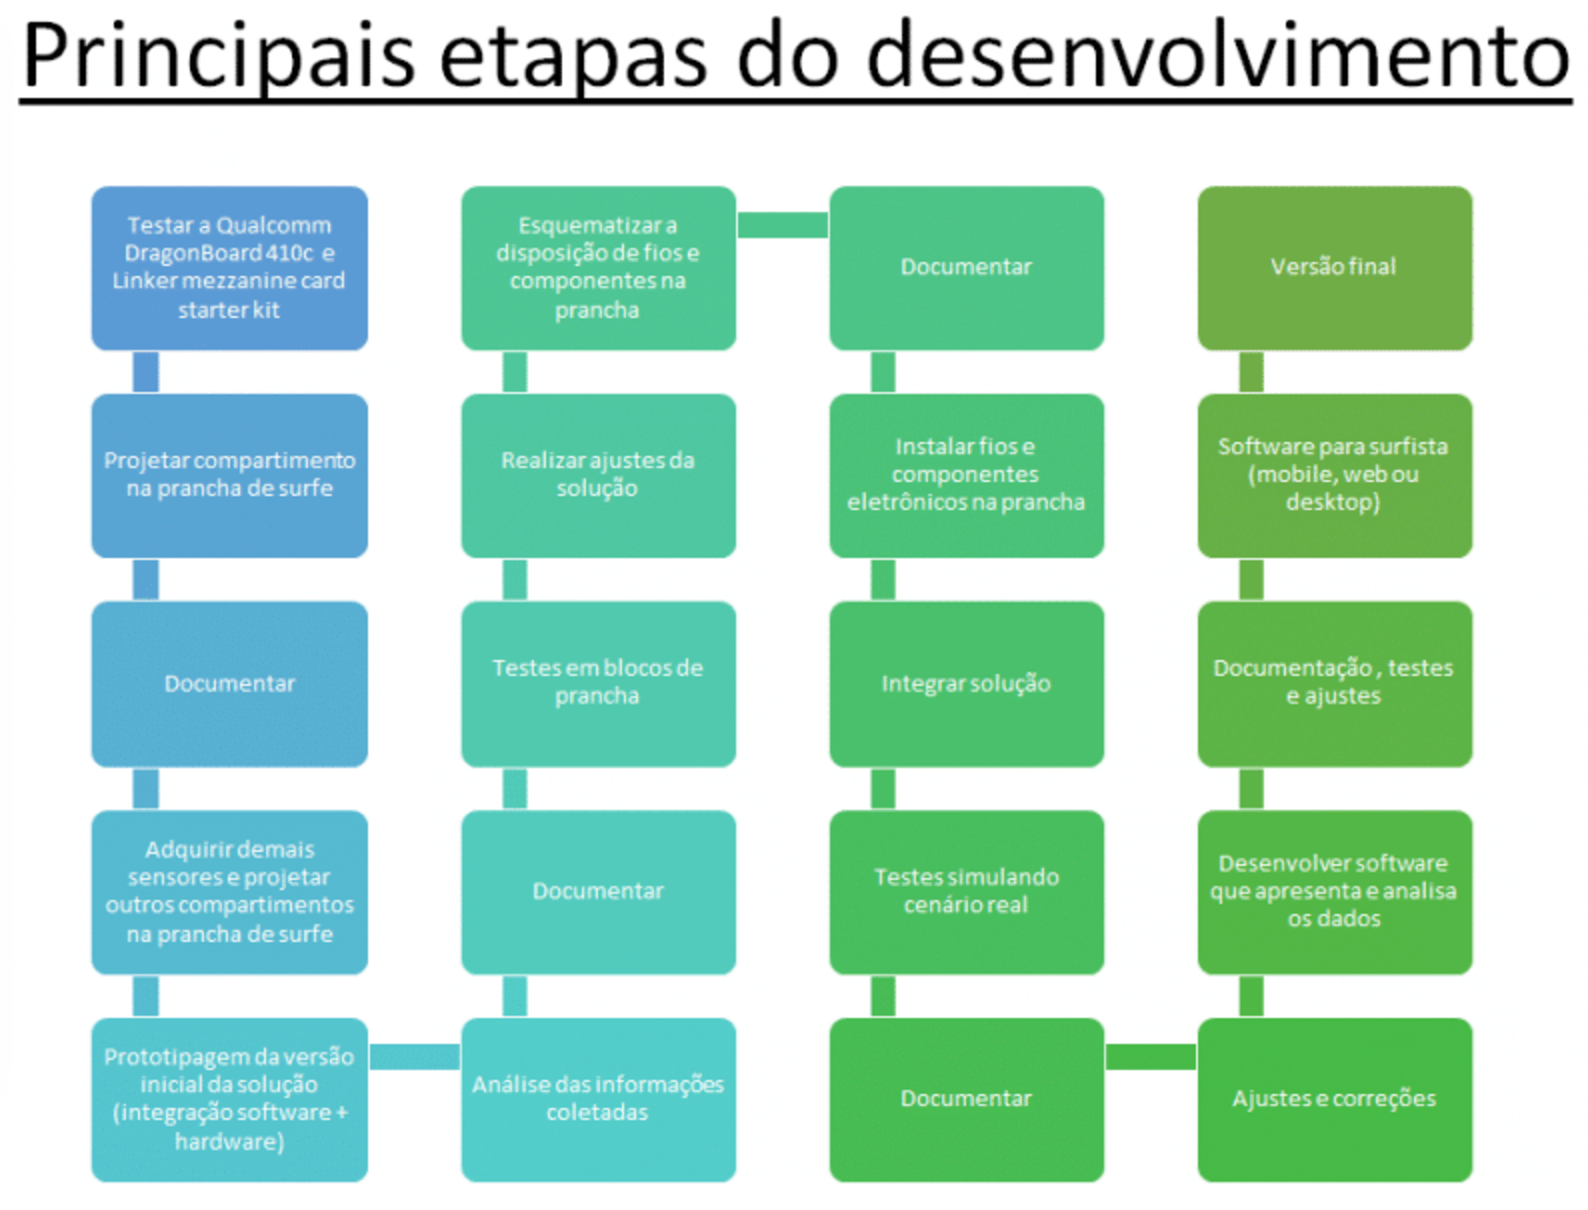 Principais etapas do desenvolvimento
Testar a Qualcomm
DragonBoard 410c e
Linker mezzanine card
starter kit
Projetar compartimento
na prancha de surfe
Documentar
Adquirir demais
sensores e projetar
outros compartimentos
na prancha de surfe
Prototipagem da versão
inicial da solução
(integração software +
hardware)
Análise das informações
coletadas
Documentar
Testes em blocos de
prancha
Realizar ajustes da
solução
Esquematizar a
disposição de fios e
componentes na
prancha
Documentar
Instalar fios e
componentes
eletrônicos na prancha
Integrar solução
Testes simulando
cenário real
Documentar
Ajustes e correções
Desenvolver software
que apresenta e analisa
os dados
Documentação , testes
e ajustes
Software para surfista
(mobile, web ou
desktop)
Versão final